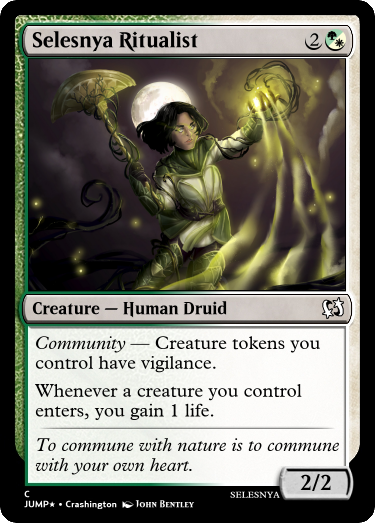 Selesnya Ritualist 2
Creature — Human Druid
Community — Creature tokens you
control have vigilance.
Whenever a creature you control
enters, you gain 1 life.
To commune with nature is to commune
with your own heart.
2/2
C
JUMP★ • Crashington John Bentley
SELESNYA